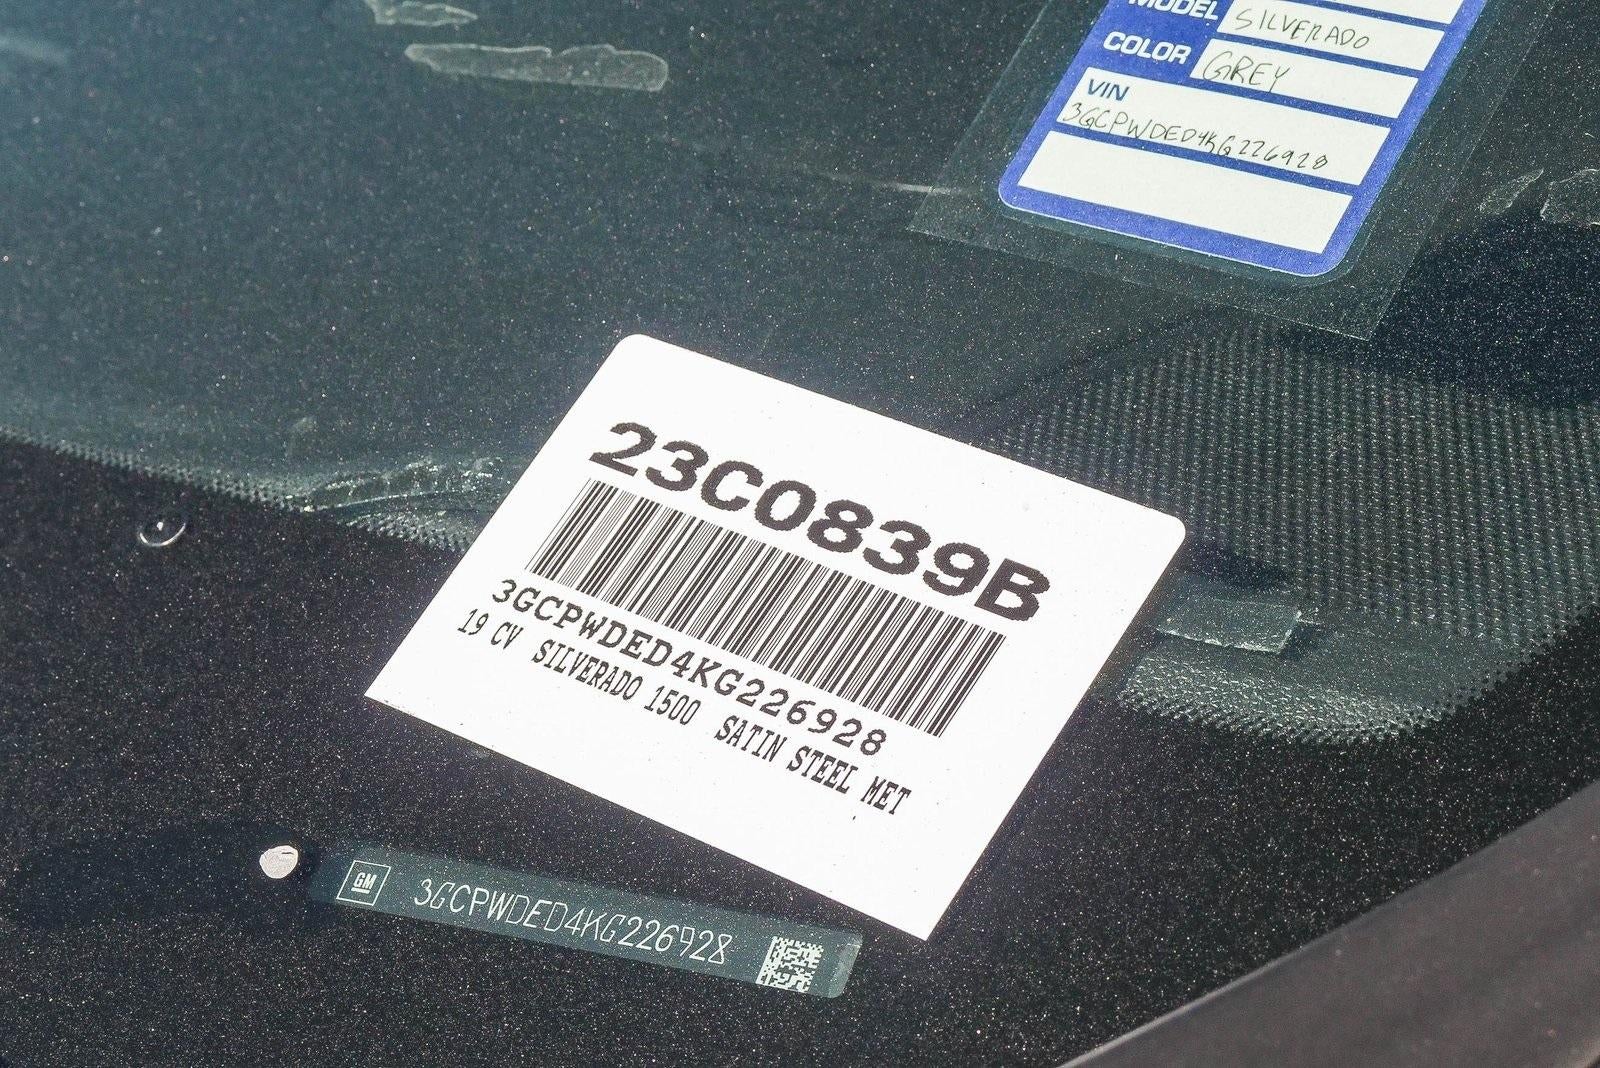 MODEL SILVERADO
COLOR GREY
VIN
3GCPWDED4KG226928
23C0839B
3GCPWDED4KG226928
19 CV SILVERADO 1500 SATIN STEEL MET
GM 3GCPWDED4KG226928